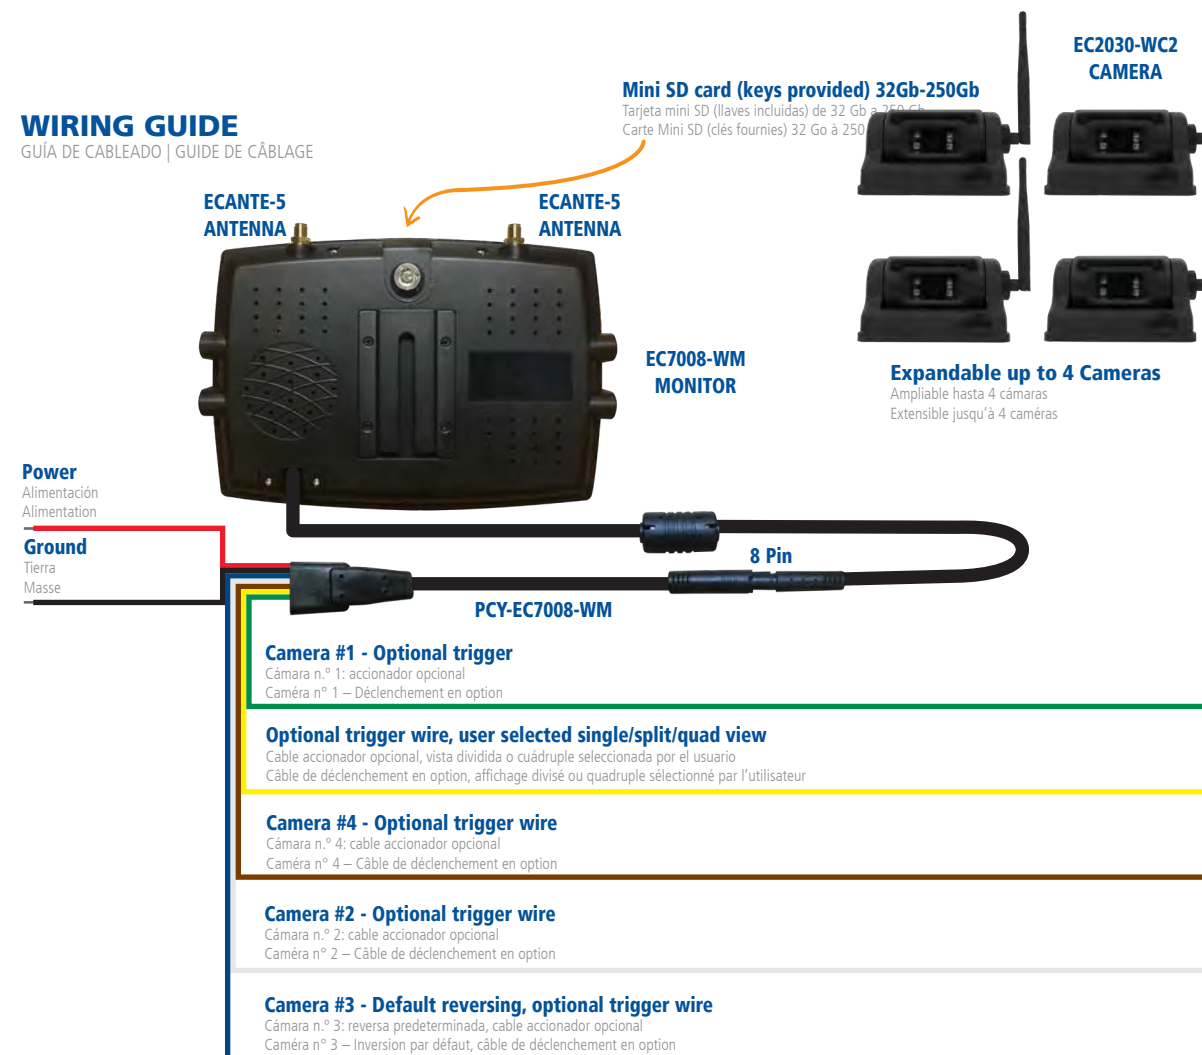 WIRING GUIDE
GUÍA DE CABLEADO | GUIDE DE CÂBLAGE
Mini SD card (keys provided) 32Gb-250Gb
Tarjeta mini SD (llaves incluidas) de 32 Gb a 250 Gb
Carte Mini SD (clés fournies) 32 Go à 250
EC2030-WC2
CAMERA
ECANTE-5
ANTENNA
ECANTE-5
ANTENNA
EC7008-WM
MONITOR
Expandable up to 4 Cameras
Ampliable hasta 4 cámaras
Extensible jusqu’à 4 caméras
Power
Alimentación
Alimentation
Ground
Tierra
Masse
8 Pin
PCY-EC7008-WM
Camera #1 - Optional trigger
Cámara n.º 1: accionador opcional
Caméra n° 1 – Déclenchement en option
Optional trigger wire, user selected single/split/quad view
Cable accionador opcional, vista dividida o cuádruple seleccionada por el usuario
Câble de déclenchement en option, affichage divisé ou quadruple sélectionné par l’utilisateur
Camera #4 - Optional trigger wire
Cámara n.º 4: cable accionador opcional
Caméra n° 4 – Câble de déclenchement en option
Camera #2 - Optional trigger wire
Cámara n.º 2: cable accionador opcional
Caméra n° 2 – Câble de déclenchement en option
Camera #3 - Default reversing, optional trigger wire
Cámara n.º 3: reversa predeterminada, cable accionador opcional
Caméra n° 3 – Inversion par défaut, câble de déclenchement en option